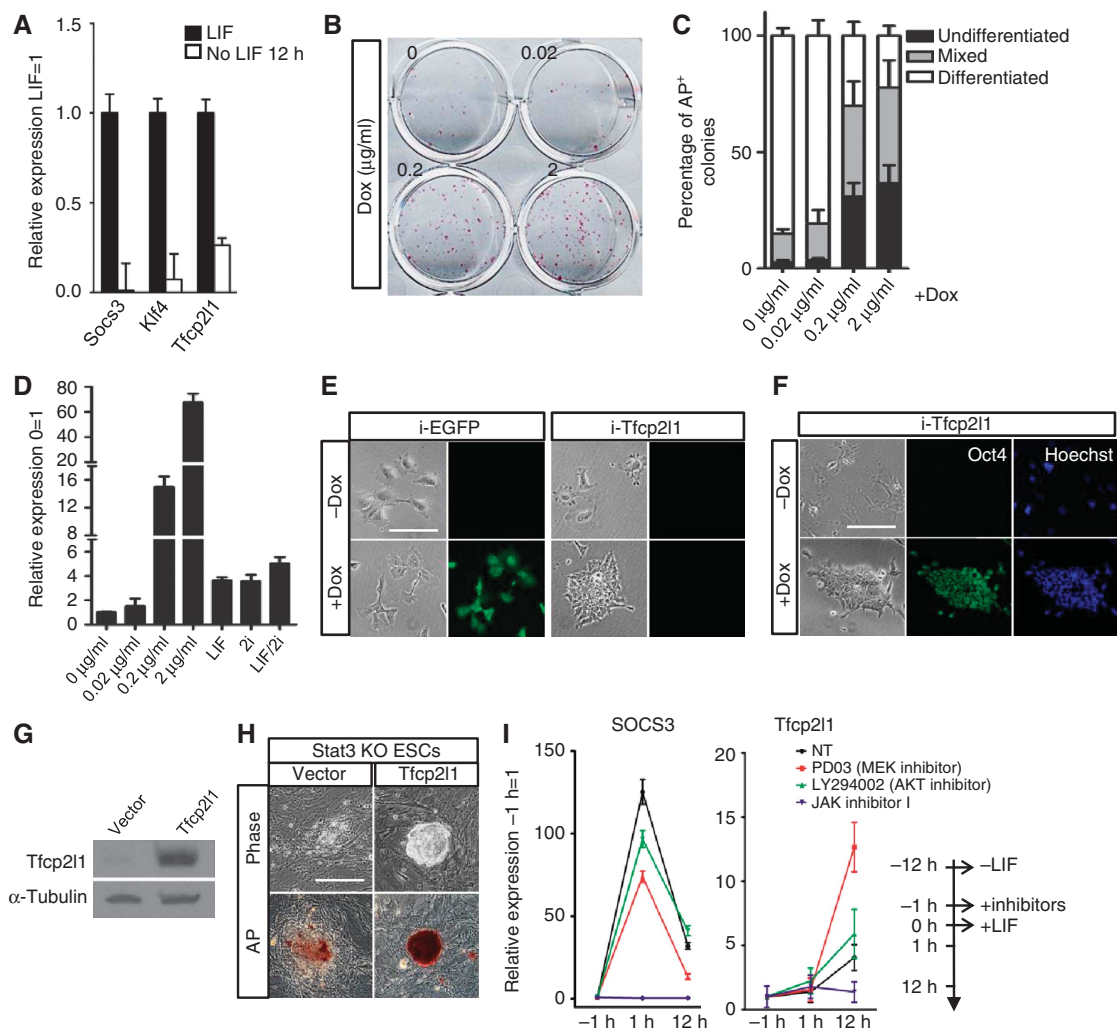 A
Relative expression LIF=1
1.5
1.0
0.5
0.0
LIF
No LIF 12 h
Socs3
Klf4
Tfcp2l1
B
Dox (µg/ml)
0
0.02
0.2
2
C
Percentage of AP+ colonies
100
50
0
Undifferentiated
Mixed
Differentiated
0 µg/ml
0.02 µg/ml
0.2 µg/ml
2 µg/ml
+Dox
D
Relative expression 0=1
80
60
40
20
16
12
8
6
4
2
0
0 µg/ml
0.02 µg/ml
0.2 µg/ml
2 µg/ml
LIF
2i
LIF/2i
E
i-EGFP
i-Tfcp2l1
–Dox
+Dox
F
i-Tfcp2l1
Oct4
Hoechst
–Dox
+Dox
G
Vector
Tfcp2l1
Tfcp2l1
α-Tubulin
H
Stat3 KO ESCs
Vector
Tfcp2l1
Phase
AP
I
SOCS3
Relative expression –1 h=1
150
100
50
0
–1 h
1 h
12 h
Tfcp2l1
20
15
10
5
0
–1 h
1 h
12 h
NT
PD03 (MEK inhibitor)
LY294002 (AKT inhibitor)
JAK inhibitor I
–12 h
–LIF
–1 h
+inhibitors
0 h
+LIF
1 h
12 h